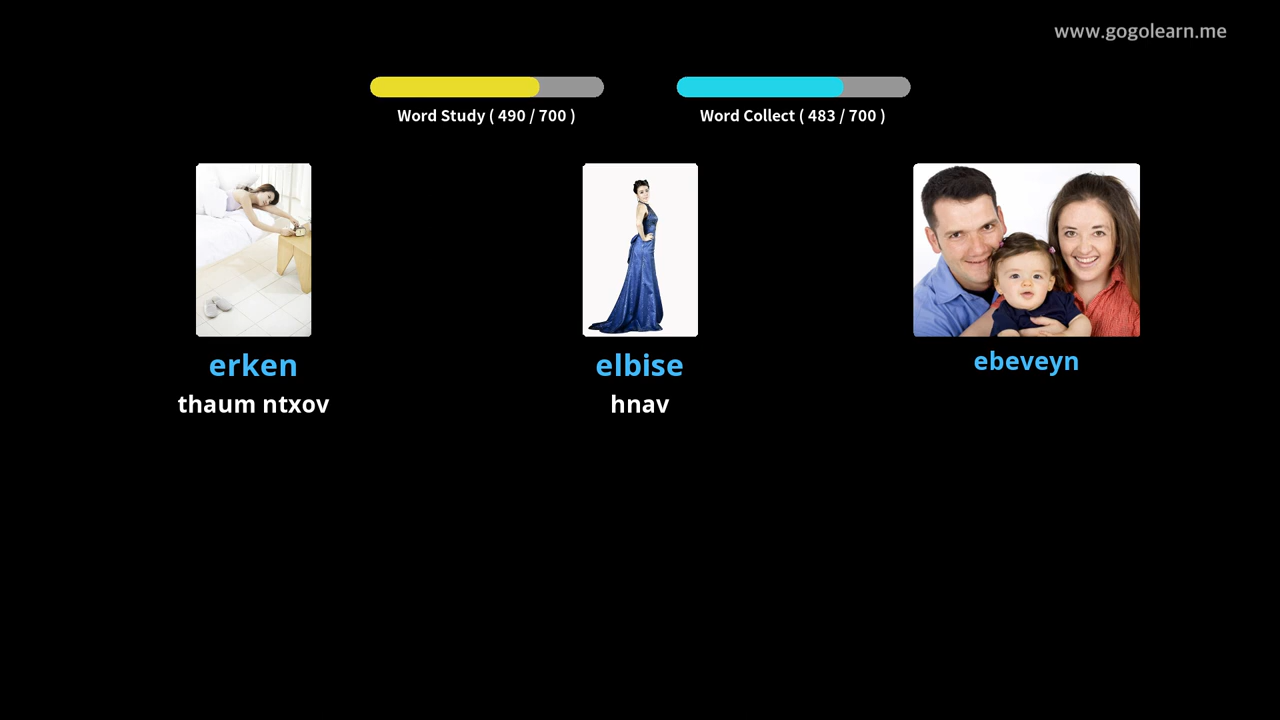 www.gogolearn.me
Word Study ( 490 / 700 )
Word Collect ( 483 / 700 )
erken
elbise
ebeveyn
thaum ntxov
hnav